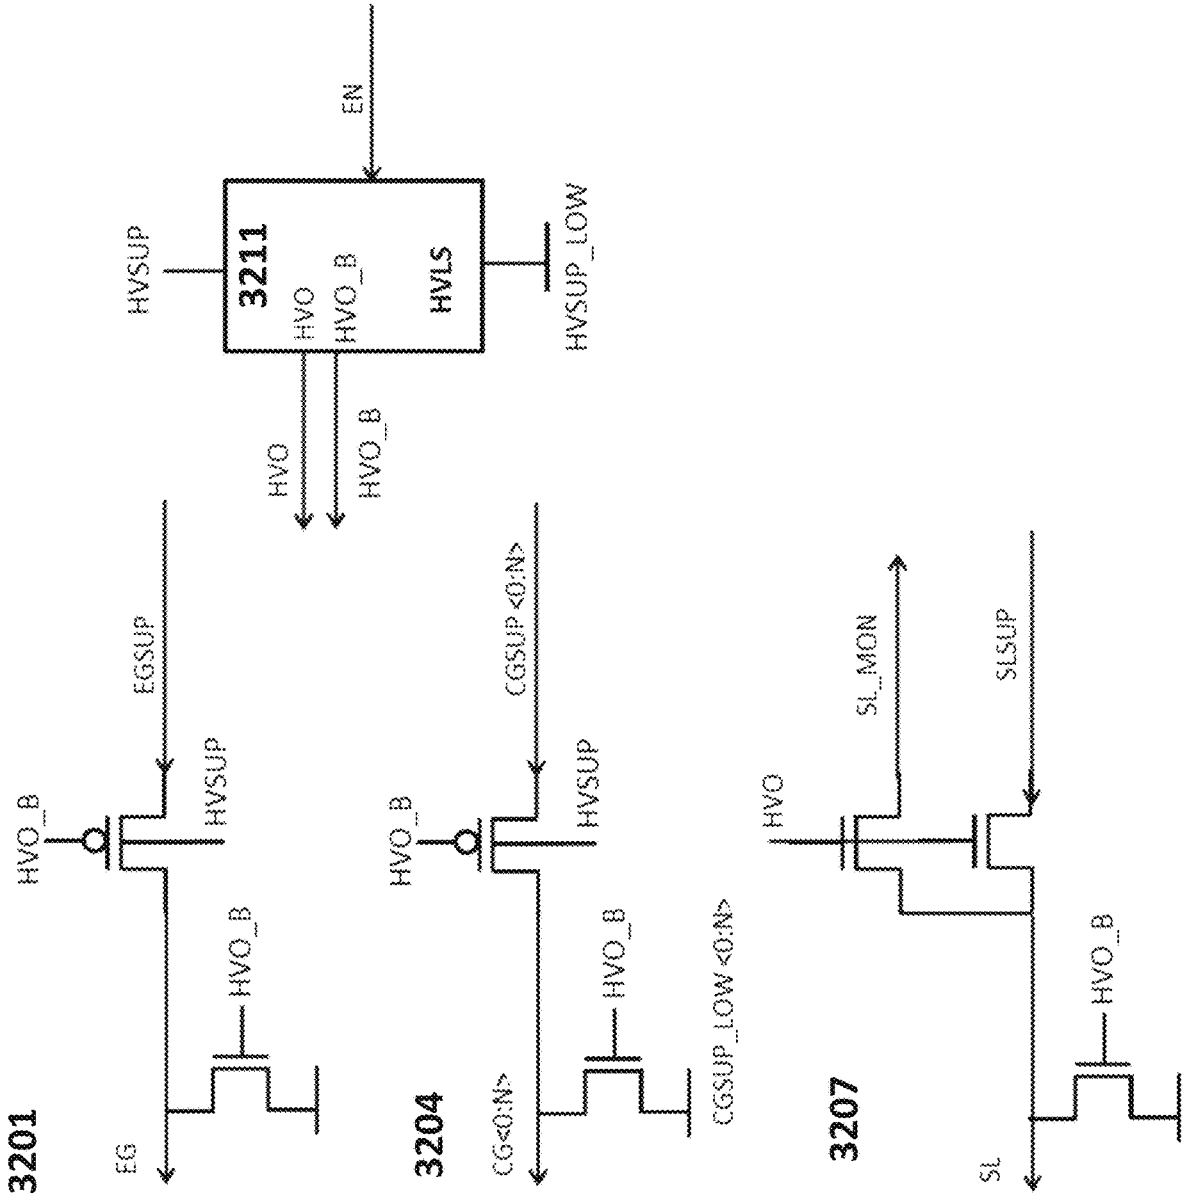 3201
HVO_B
EGSUP
HVSUP
HVO_B
EG
3204
HVO_B
CGSUP <0:N>
HVSUP
HVO_B
CG<0:N>
CGSUP_LOW <0:N>
3207
HVO
SL_MON
SLSUP
HVO_B
SL
HVSUP
3211
HVO
HVO_B
HVLS
HVO
HVO_B
EN
HVSUP_LOW